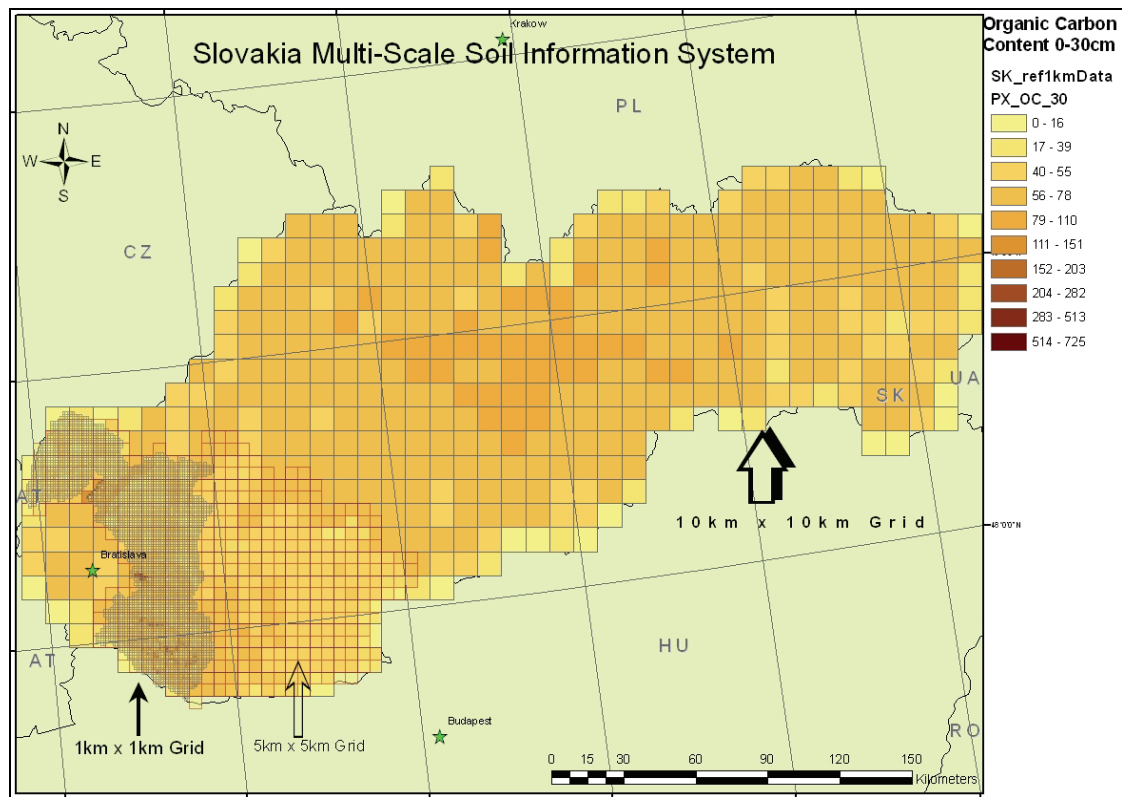 Slovakia Multi-Scale Soil Information System
Krakow
PL
N
W E
S
CZ
UA
SK
AT
Bratislava
10km x 10km Grid
48°0'0"N
AT
HU
1km x 1km Grid
5km x 5km Grid
Budapest
RO
0 15 30 60 90 120 150
Kilometers
Organic Carbon
Content 0-30cm
SK_ref1kmData
PX_OC_30
0 - 16
17 - 39
40 - 55
56 - 78
79 - 110
111 - 151
152 - 203
204 - 282
283 - 513
514 - 725